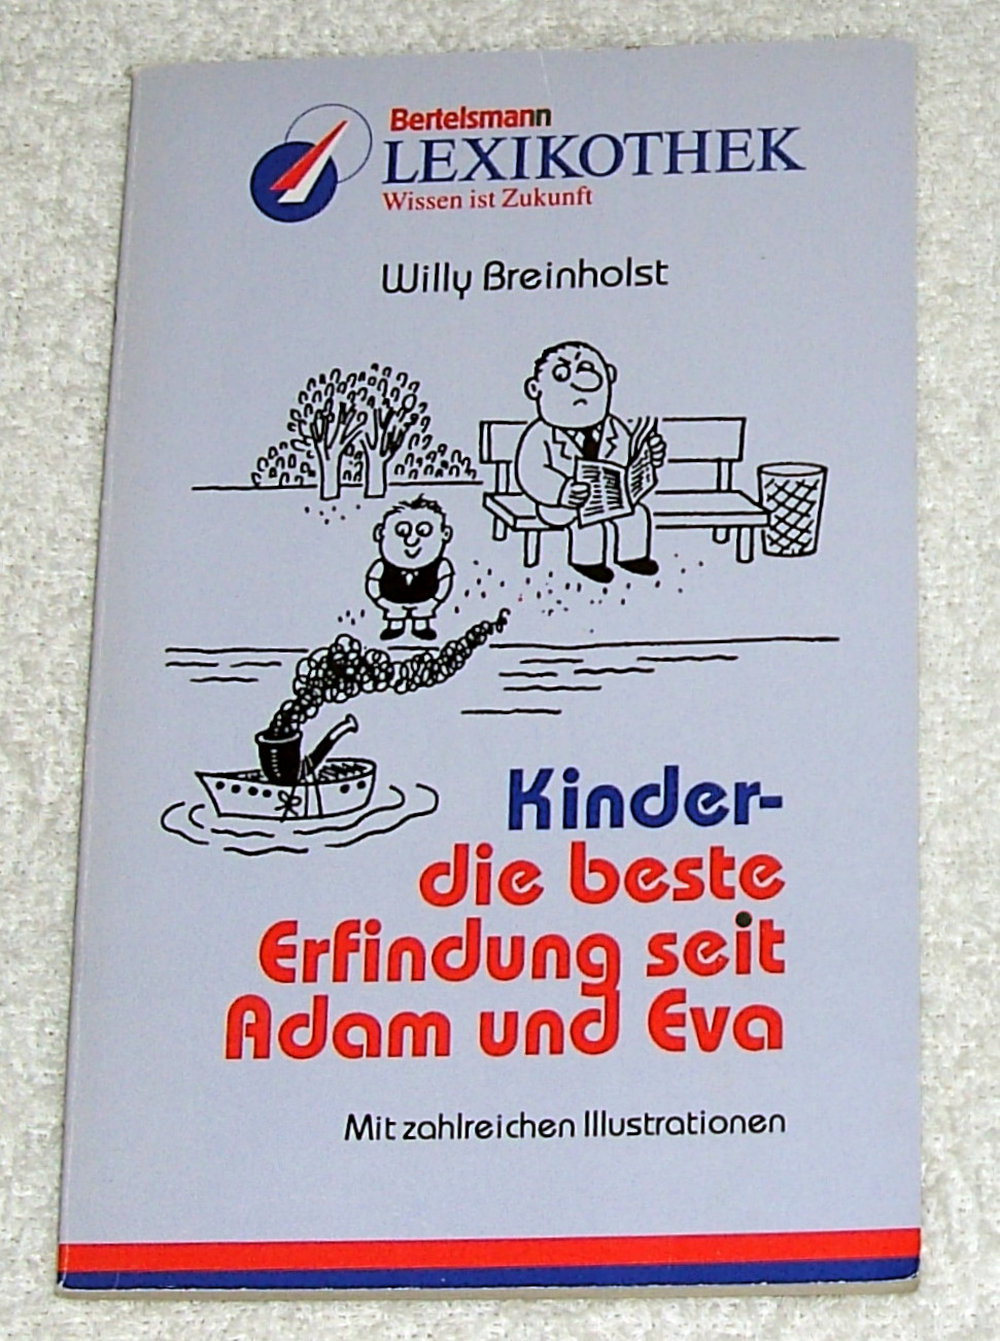 Bertelsmann
LEXIKOTHEK
Wissen ist Zukunft
Willy Breinholst
Kinder-
die beste
Erfindung seit
Adam und Eva
Mit zahlreichen Illustrationen